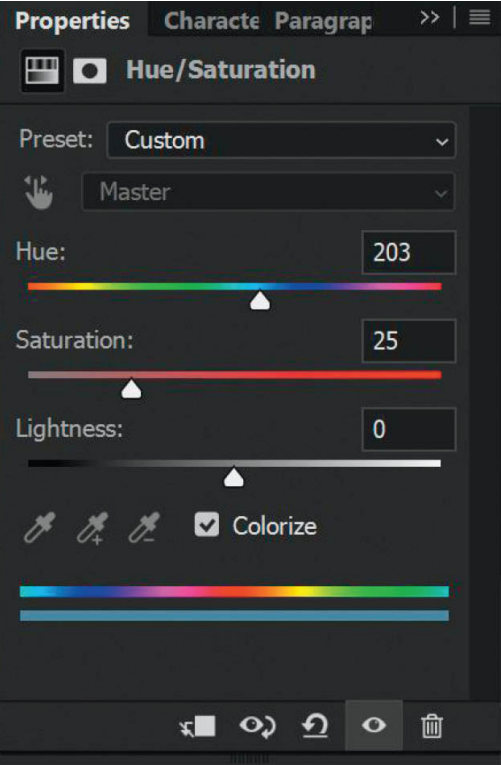 Properties Characte Paragrap
Hue/Saturation
Preset: Custom
Master
Hue: 203
Saturation: 25
Lightness: 0
Colorize